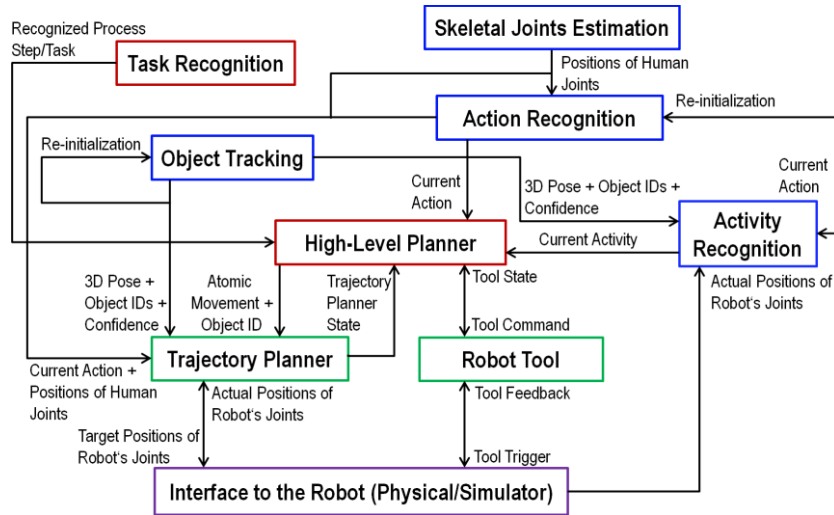 Recognized Process
Step/Task
Task Recognition
Skeletal Joints Estimation
Positions of Human
Joints
Action Recognition
Re-initialization
Re-initialization
Object Tracking
Current
Action
3D Pose + Object IDs +
Confidence
Current
Action
High-Level Planner
Current Activity
Activity
Recognition
3D Pose +
Object IDs +
Confidence
Atomic
Movement +
Object ID
Trajectory
Planner
State
Tool State
Tool Command
Actual Positions of
Robot's Joints
Trajectory Planner
Robot Tool
Current Action +
Positions of Human
Joints
Actual Positions of
Robot's Joints
Target Positions of
Robot's Joints
Tool Feedback
Tool Trigger
Interface to the Robot (Physical/Simulator)